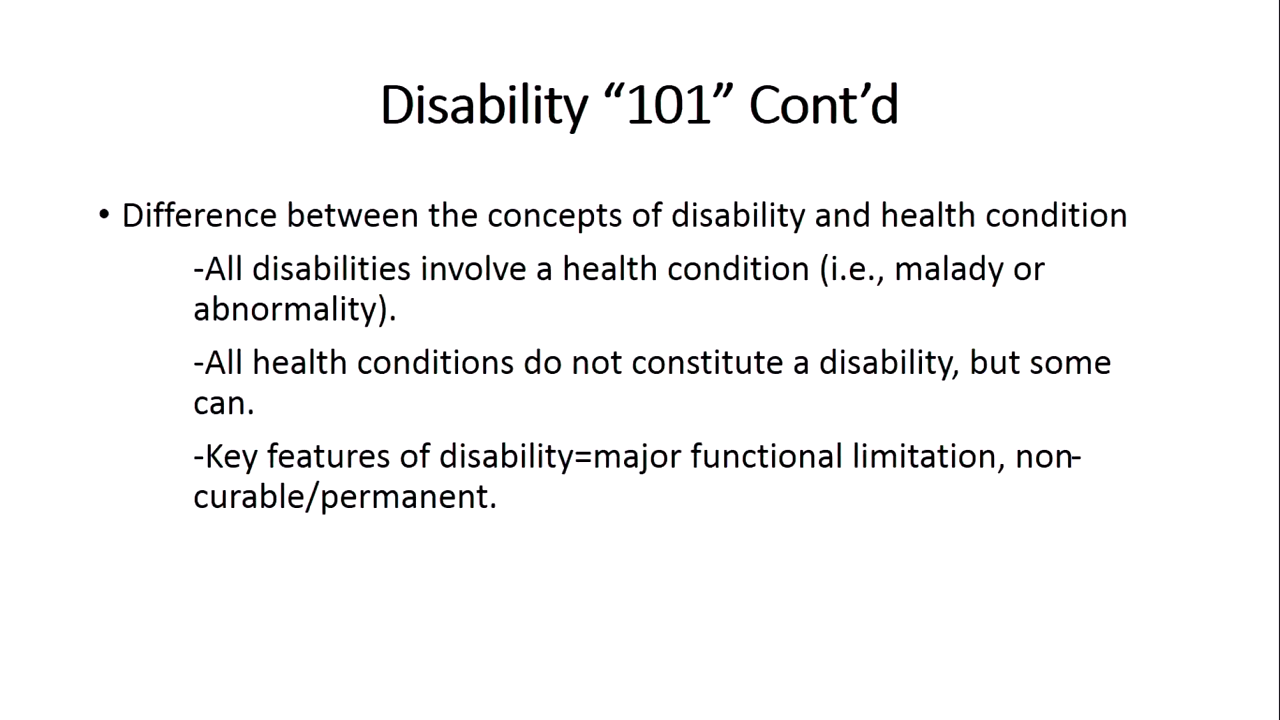 Disability “101” Cont’d
• Difference between the concepts of disability and health condition
-All disabilities involve a health condition (i.e., malady or
abnormality).
-All health conditions do not constitute a disability, but some
can.
-Key features of disability=major functional limitation, non-
curable/permanent.